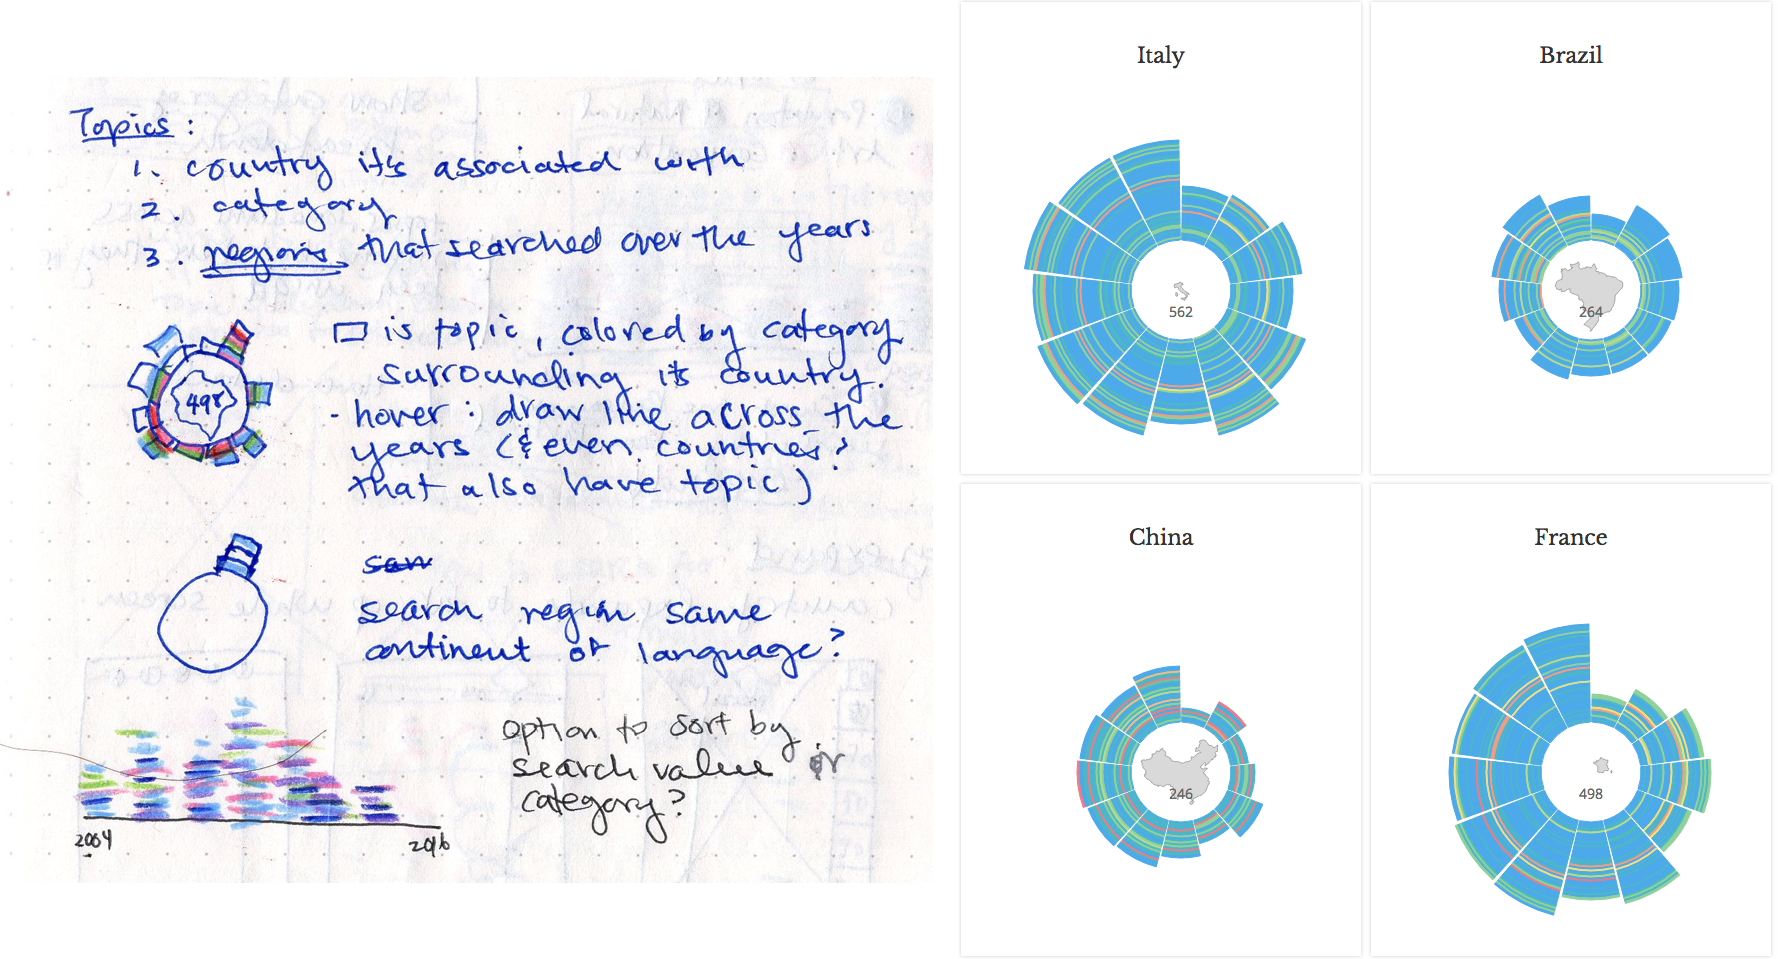 Topics:
1. country it's associated with
2. category
3. regions that searched over the years
498
is topic, colored by category
surrounding its country.
- hover: draw line across the
years (& even countries?
that also have topic)
saw
search region same
continent or language?
option to sort by
search value or
category?
2004
2016
Italy
562
Brazil
264
China
246
France
498